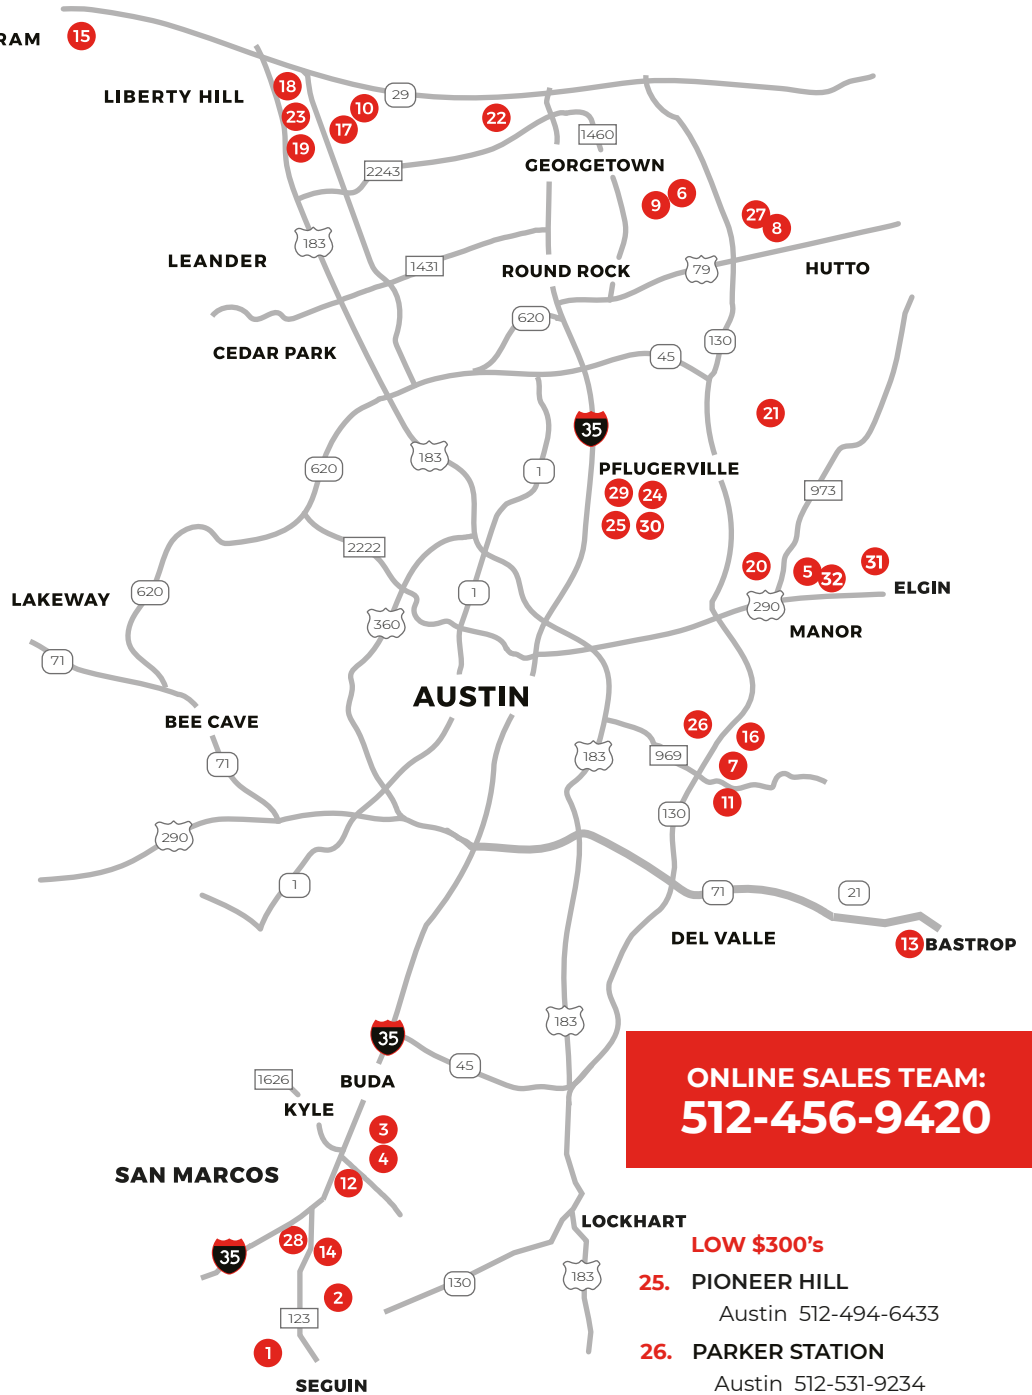 RAM
15
LIBERTY HILL
18
29
10
23
17
22
19
1460
2243
GEORGETOWN
6
9
27
8
183
LEANDER
1431
ROUND ROCK
79
HUTTO
620
130
CEDAR PARK
45
21
35
183
620
1
PFLUGERVILLE
29
24
973
25
30
2222
20
5
32
31
ELGIN
LAKEWAY
620
1
290
360
MANOR
71
AUSTIN
BEE CAVE
26
16
183
969
7
71
11
130
290
1
71
21
DEL VALLE
13
BASTROP
183
35
45
1626
BUDA
KYLE
3
4
SAN MARCOS
12
28
14
35
LOCKHART
130
183
2
123
1
SEGUIN
ONLINE SALES TEAM:
512-456-9420
LOW $300's
25. PIONEER HILL
Austin 512-494-6433
26. PARKER STATION
Austin 512-531-9234